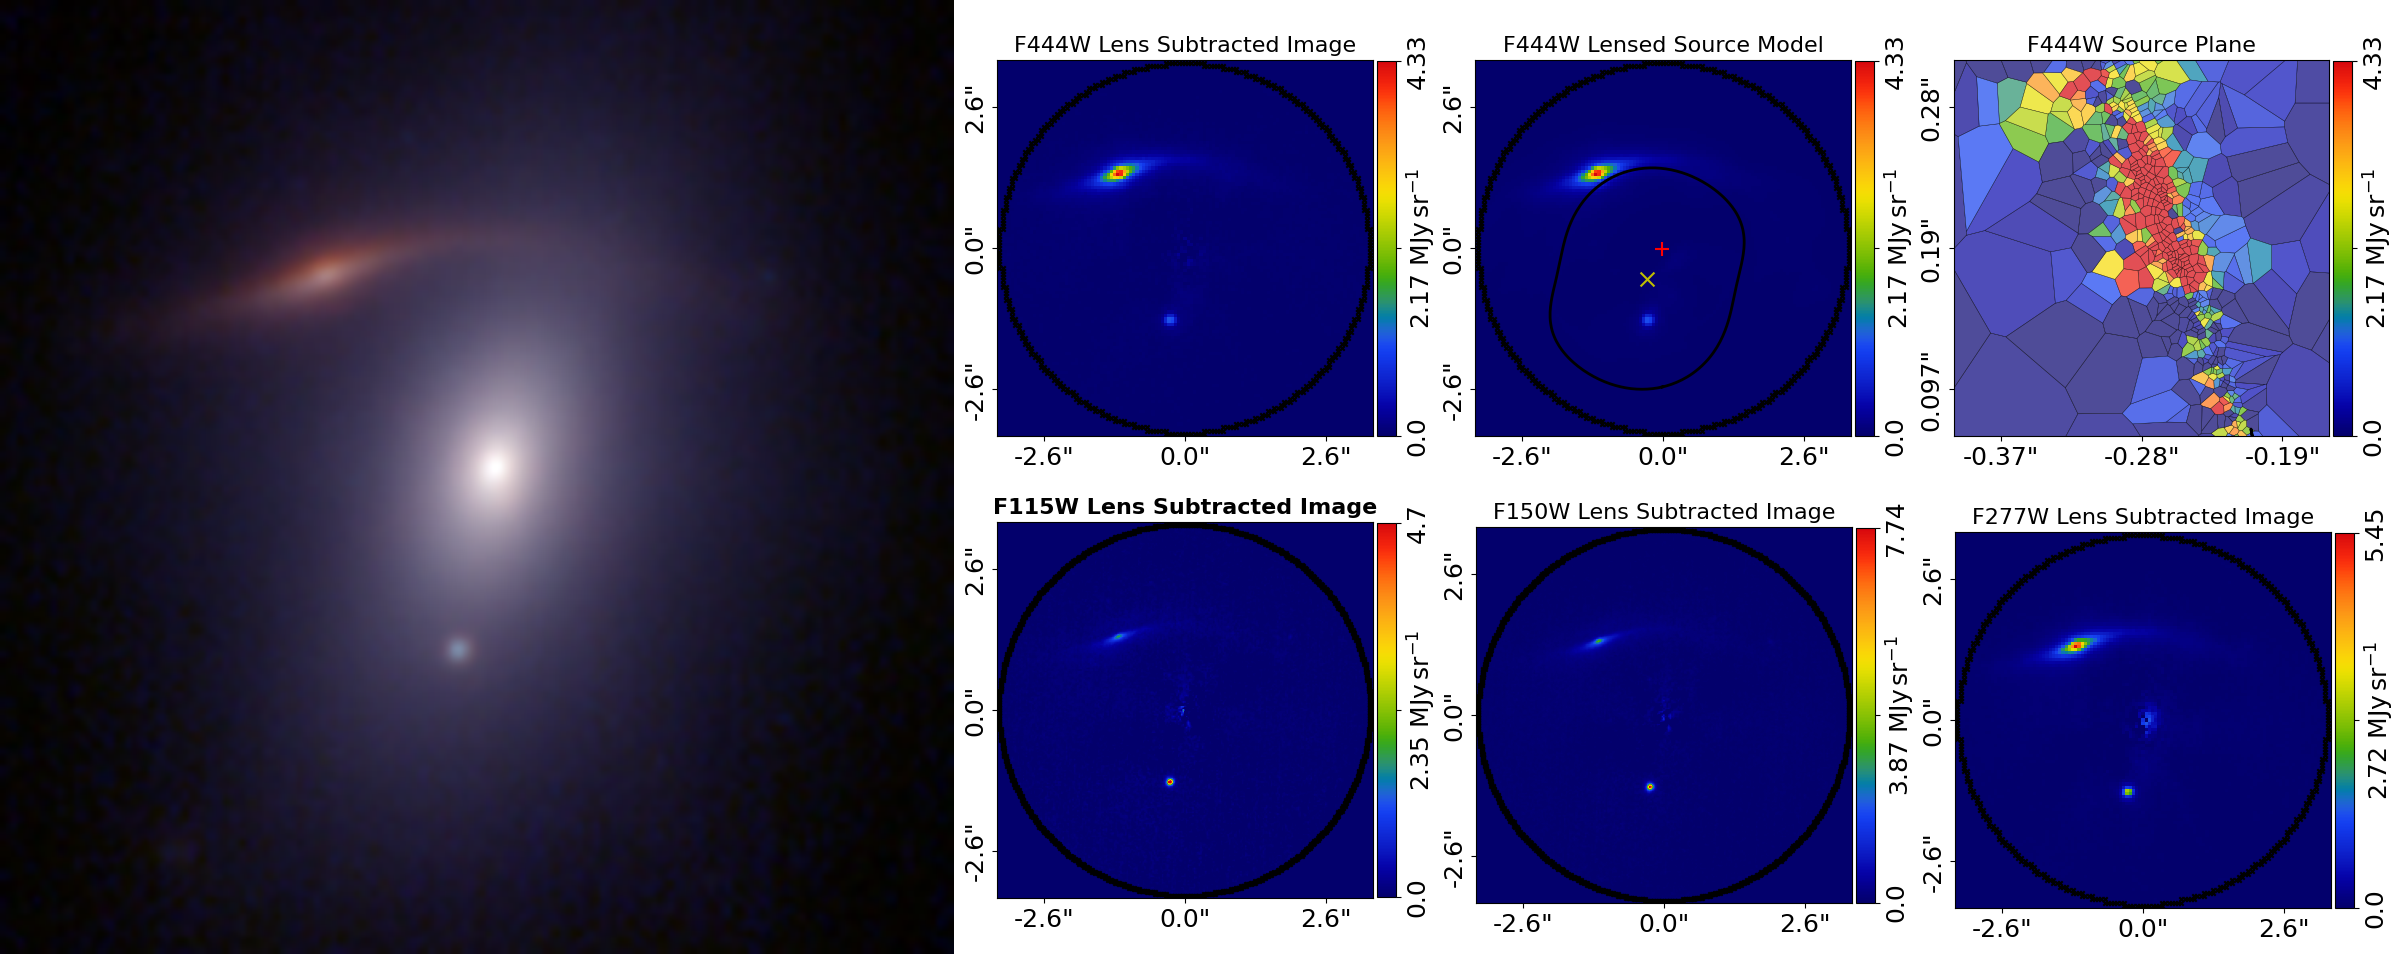 F444W Lens Subtracted Image
2.6"
0.0"
-2.6"
-2.6" 0.0" 2.6"
0.0 2.17 MJy sr⁻¹ 4.33
F444W Lensed Source Model
2.6"
0.0"
-2.6"
-2.6" 0.0" 2.6"
0.0 2.17 MJy sr⁻¹ 4.33
F444W Source Plane
0.28"
0.19"
0.097"
-0.37" -0.28" -0.19"
0.0 2.17 MJy sr⁻¹ 4.33
F115W Lens Subtracted Image
2.6"
0.0"
-2.6"
-2.6" 0.0" 2.6"
0.0 2.35 MJy sr⁻¹ 4.7
F150W Lens Subtracted Image
2.6"
0.0"
-2.6"
-2.6" 0.0" 2.6"
0.0 3.87 MJy sr⁻¹ 7.74
F277W Lens Subtracted Image
2.6"
0.0"
-2.6"
-2.6" 0.0" 2.6"
0.0 2.72 MJy sr⁻¹ 5.45